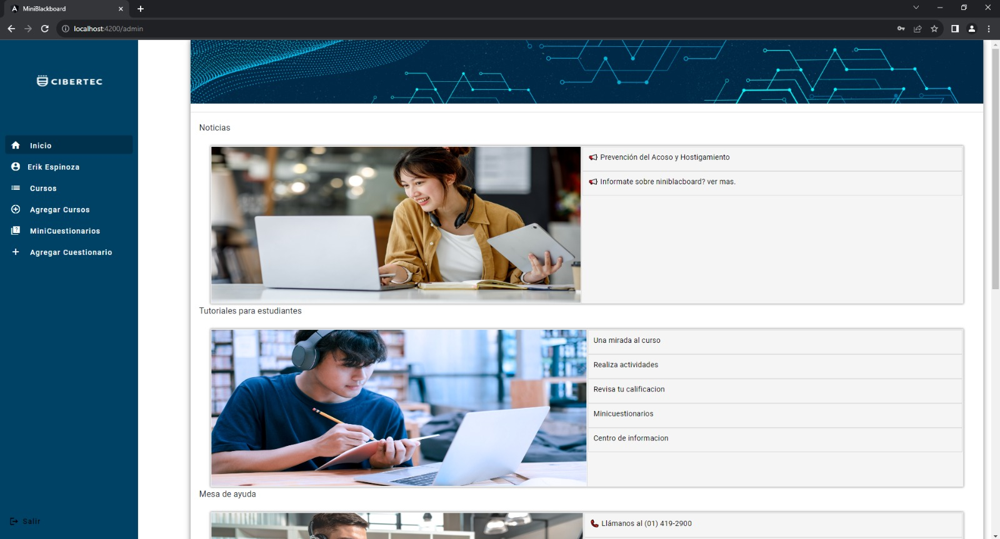 MiniBlackboard
localhost:4200/admin
CIBERTEC
Inicio
Erik Espinoza
Cursos
Agregar Cursos
MiniCuestionarios
Agregar Cuestionario
Salir
Noticias
Prevención del Acoso y Hostigamiento
Informate sobre niniblacboard? ver mas.
Tutoriales para estudiantes
Una mirada al curso
Realiza actividades
Revisa tu calificacion
Minicuestionarios
Centro de informacion
Mesa de ayuda
Llámanos al (01) 419-2900